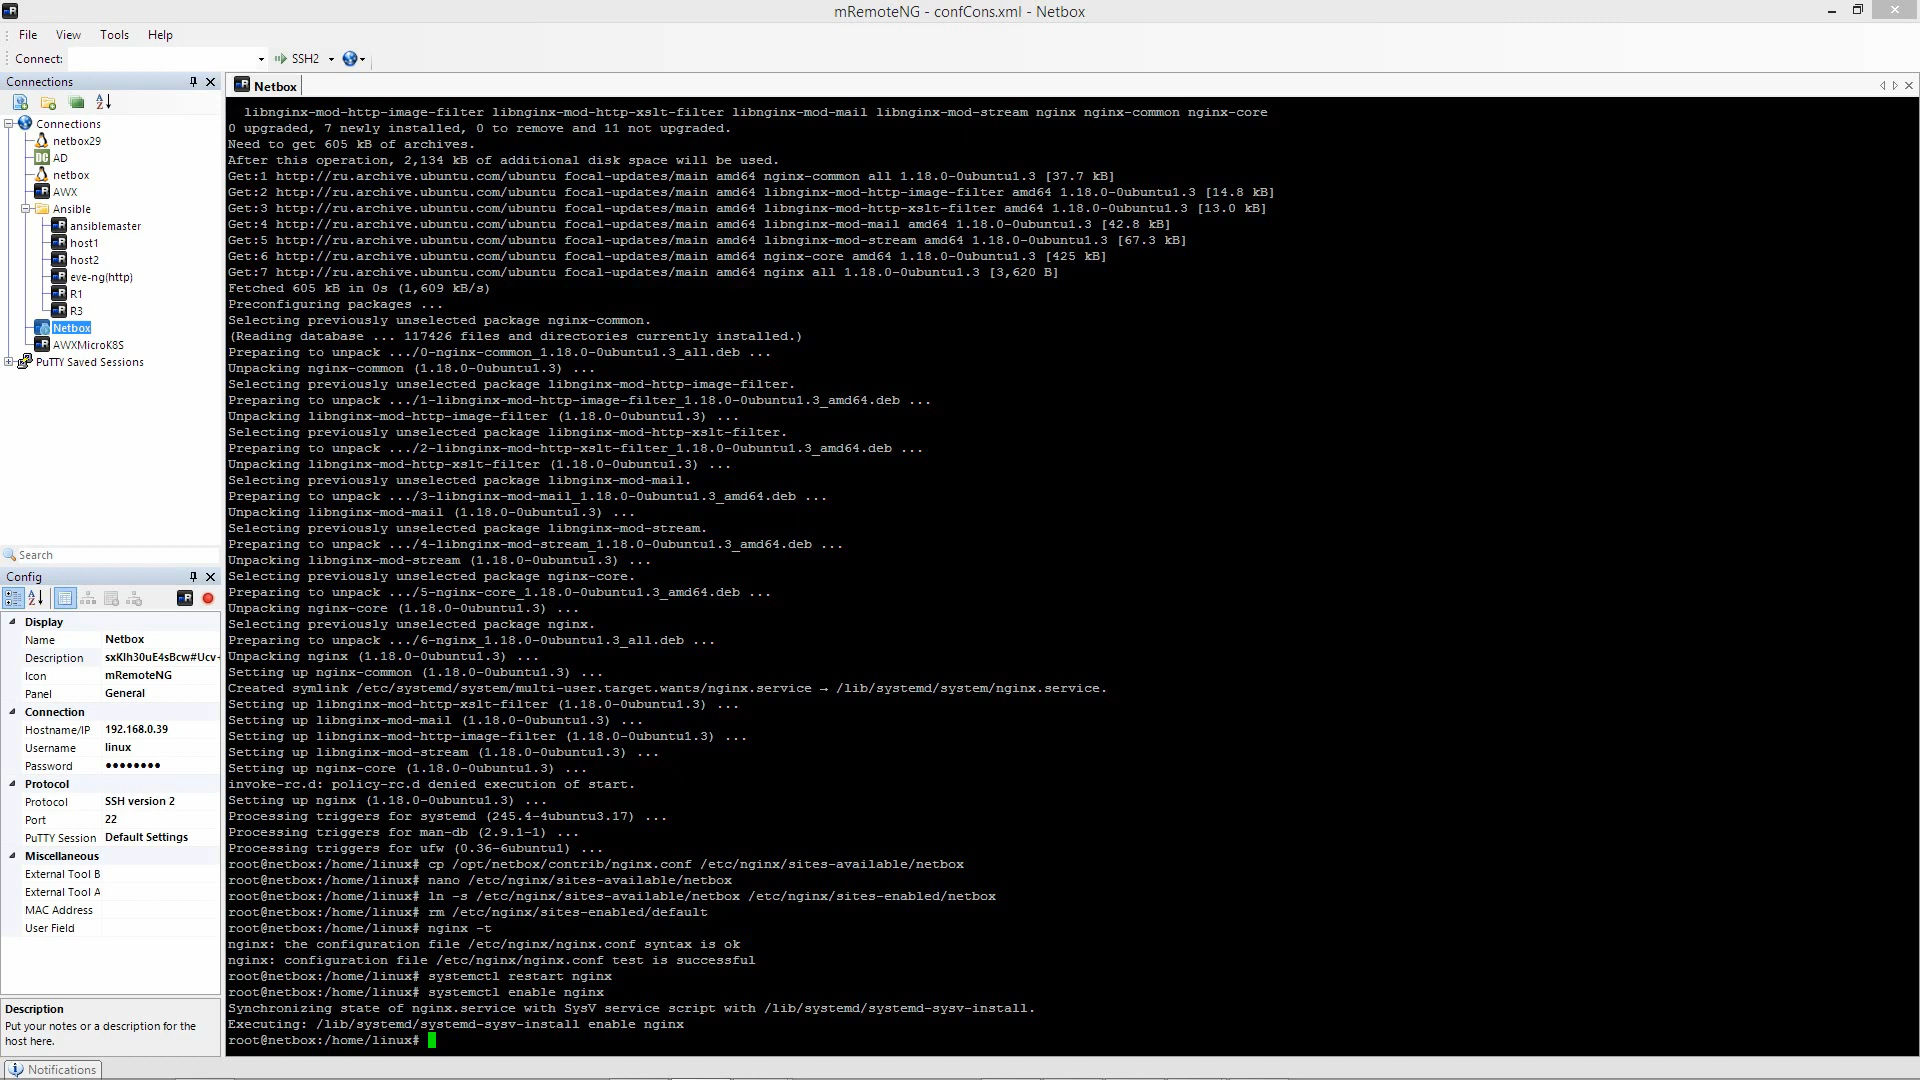 mRemoteNG - confCons.xml - Netbox
File View Tools Help
Connect: SSH2
Connections
Netbox
Connections
netbox29
AD
netbox
AWX
Ansible
ansiblemaster
host1
host2
eve-ng(http)
R1
R3
Netbox
AWXMicroK8S
PuTTY Saved Sessions
Search
Config
Display
Name Netbox
Description sxKlh30uE4sBcw#Ucv
Icon mRemoteNG
Panel General
Connection
Hostname/IP 192.168.0.39
Username linux
Password ●●●●●●●●
Protocol
Protocol SSH version 2
Port 22
PuTTY Session Default Settings
Miscellaneous
External Tool B
External Tool A
MAC Address
User Field
Description
Put your notes or a description for the
host here.
Notifications
libnginx-mod-http-image-filter libnginx-mod-http-xslt-filter libnginx-mod-mail libnginx-mod-stream nginx nginx-common nginx-core
0 upgraded, 7 newly installed, 0 to remove and 11 not upgraded.
Need to get 605 kB of archives.
After this operation, 2,134 kB of additional disk space will be used.
Get:1 http://ru.archive.ubuntu.com/ubuntu focal-updates/main amd64 nginx-common all 1.18.0-0ubuntu1.3 [37.7 kB]
Get:2 http://ru.archive.ubuntu.com/ubuntu focal-updates/main amd64 libnginx-mod-http-image-filter amd64 1.18.0-0ubuntu1.3 [14.8 kB]
Get:3 http://ru.archive.ubuntu.com/ubuntu focal-updates/main amd64 libnginx-mod-http-xslt-filter amd64 1.18.0-0ubuntu1.3 [13.0 kB]
Get:4 http://ru.archive.ubuntu.com/ubuntu focal-updates/main amd64 libnginx-mod-mail amd64 1.18.0-0ubuntu1.3 [42.8 kB]
Get:5 http://ru.archive.ubuntu.com/ubuntu focal-updates/main amd64 libnginx-mod-stream amd64 1.18.0-0ubuntu1.3 [67.3 kB]
Get:6 http://ru.archive.ubuntu.com/ubuntu focal-updates/main amd64 nginx-core amd64 1.18.0-0ubuntu1.3 [425 kB]
Get:7 http://ru.archive.ubuntu.com/ubuntu focal-updates/main amd64 nginx all 1.18.0-0ubuntu1.3 [3,620 B]
Fetched 605 kB in 0s (1,609 kB/s)
Preconfiguring packages ...
Selecting previously unselected package nginx-common.
(Reading database ... 117426 files and directories currently installed.)
Preparing to unpack .../0-nginx-common_1.18.0-0ubuntu1.3_all.deb ...
Unpacking nginx-common (1.18.0-0ubuntu1.3) ...
Selecting previously unselected package libnginx-mod-http-image-filter.
Preparing to unpack .../1-libnginx-mod-http-image-filter_1.18.0-0ubuntu1.3_amd64.deb ...
Unpacking libnginx-mod-http-image-filter (1.18.0-0ubuntu1.3) ...
Selecting previously unselected package libnginx-mod-http-xslt-filter.
Preparing to unpack .../2-libnginx-mod-http-xslt-filter_1.18.0-0ubuntu1.3_amd64.deb ...
Unpacking libnginx-mod-http-xslt-filter (1.18.0-0ubuntu1.3) ...
Selecting previously unselected package libnginx-mod-mail.
Preparing to unpack .../3-libnginx-mod-mail_1.18.0-0ubuntu1.3_amd64.deb ...
Unpacking libnginx-mod-mail (1.18.0-0ubuntu1.3) ...
Selecting previously unselected package libnginx-mod-stream.
Preparing to unpack .../4-libnginx-mod-stream_1.18.0-0ubuntu1.3_amd64.deb ...
Unpacking libnginx-mod-stream (1.18.0-0ubuntu1.3) ...
Selecting previously unselected package nginx-core.
Preparing to unpack .../5-nginx-core_1.18.0-0ubuntu1.3_amd64.deb ...
Unpacking nginx-core (1.18.0-0ubuntu1.3) ...
Selecting previously unselected package nginx.
Preparing to unpack .../6-nginx_1.18.0-0ubuntu1.3_all.deb ...
Unpacking nginx (1.18.0-0ubuntu1.3) ...
Setting up nginx-common (1.18.0-0ubuntu1.3) ...
Created symlink /etc/systemd/system/multi-user.target.wants/nginx.service → /lib/systemd/system/nginx.service.
Setting up libnginx-mod-http-xslt-filter (1.18.0-0ubuntu1.3) ...
Setting up libnginx-mod-mail (1.18.0-0ubuntu1.3) ...
Setting up libnginx-mod-http-image-filter (1.18.0-0ubuntu1.3) ...
Setting up libnginx-mod-stream (1.18.0-0ubuntu1.3) ...
Setting up nginx-core (1.18.0-0ubuntu1.3) ...
invoke-rc.d: policy-rc.d denied execution of start.
Setting up nginx (1.18.0-0ubuntu1.3) ...
Processing triggers for systemd (245.4-4ubuntu3.17) ...
Processing triggers for man-db (2.9.1-1) ...
Processing triggers for ufw (0.36-6ubuntu1) ...
root@netbox:/home/linux# cp /opt/netbox/contrib/nginx.conf /etc/nginx/sites-available/netbox
root@netbox:/home/linux# nano /etc/nginx/sites-available/netbox
root@netbox:/home/linux# ln -s /etc/nginx/sites-available/netbox /etc/nginx/sites-enabled/netbox
root@netbox:/home/linux# rm /etc/nginx/sites-enabled/default
root@netbox:/home/linux# nginx -t
nginx: the configuration file /etc/nginx/nginx.conf syntax is ok
nginx: configuration file /etc/nginx/nginx.conf test is successful
root@netbox:/home/linux# systemctl restart nginx
root@netbox:/home/linux# systemctl enable nginx
Synchronizing state of nginx.service with SysV service script with /lib/systemd/systemd-sysv-install.
Executing: /lib/systemd/systemd-sysv-install enable nginx
root@netbox:/home/linux#